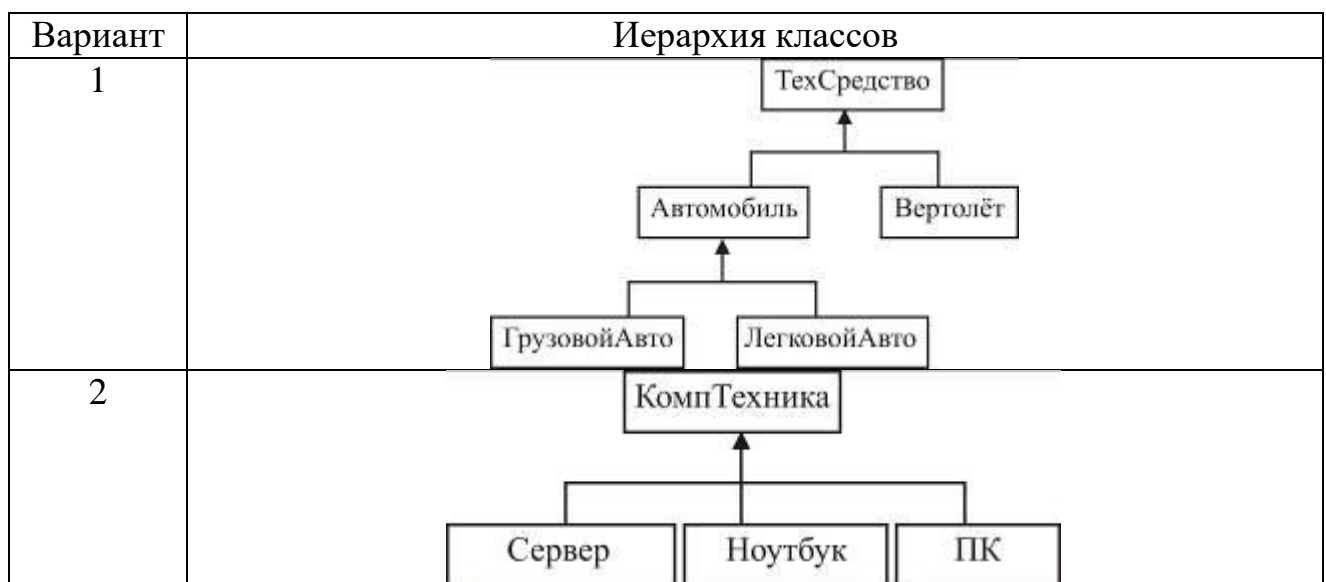 Вариант Иерархия классов
1 ТехСредство
Автомобиль Вертолёт
ГрузовойАвто ЛегковойАвто
2 КомпТехника
Сервер Ноутбук ПК